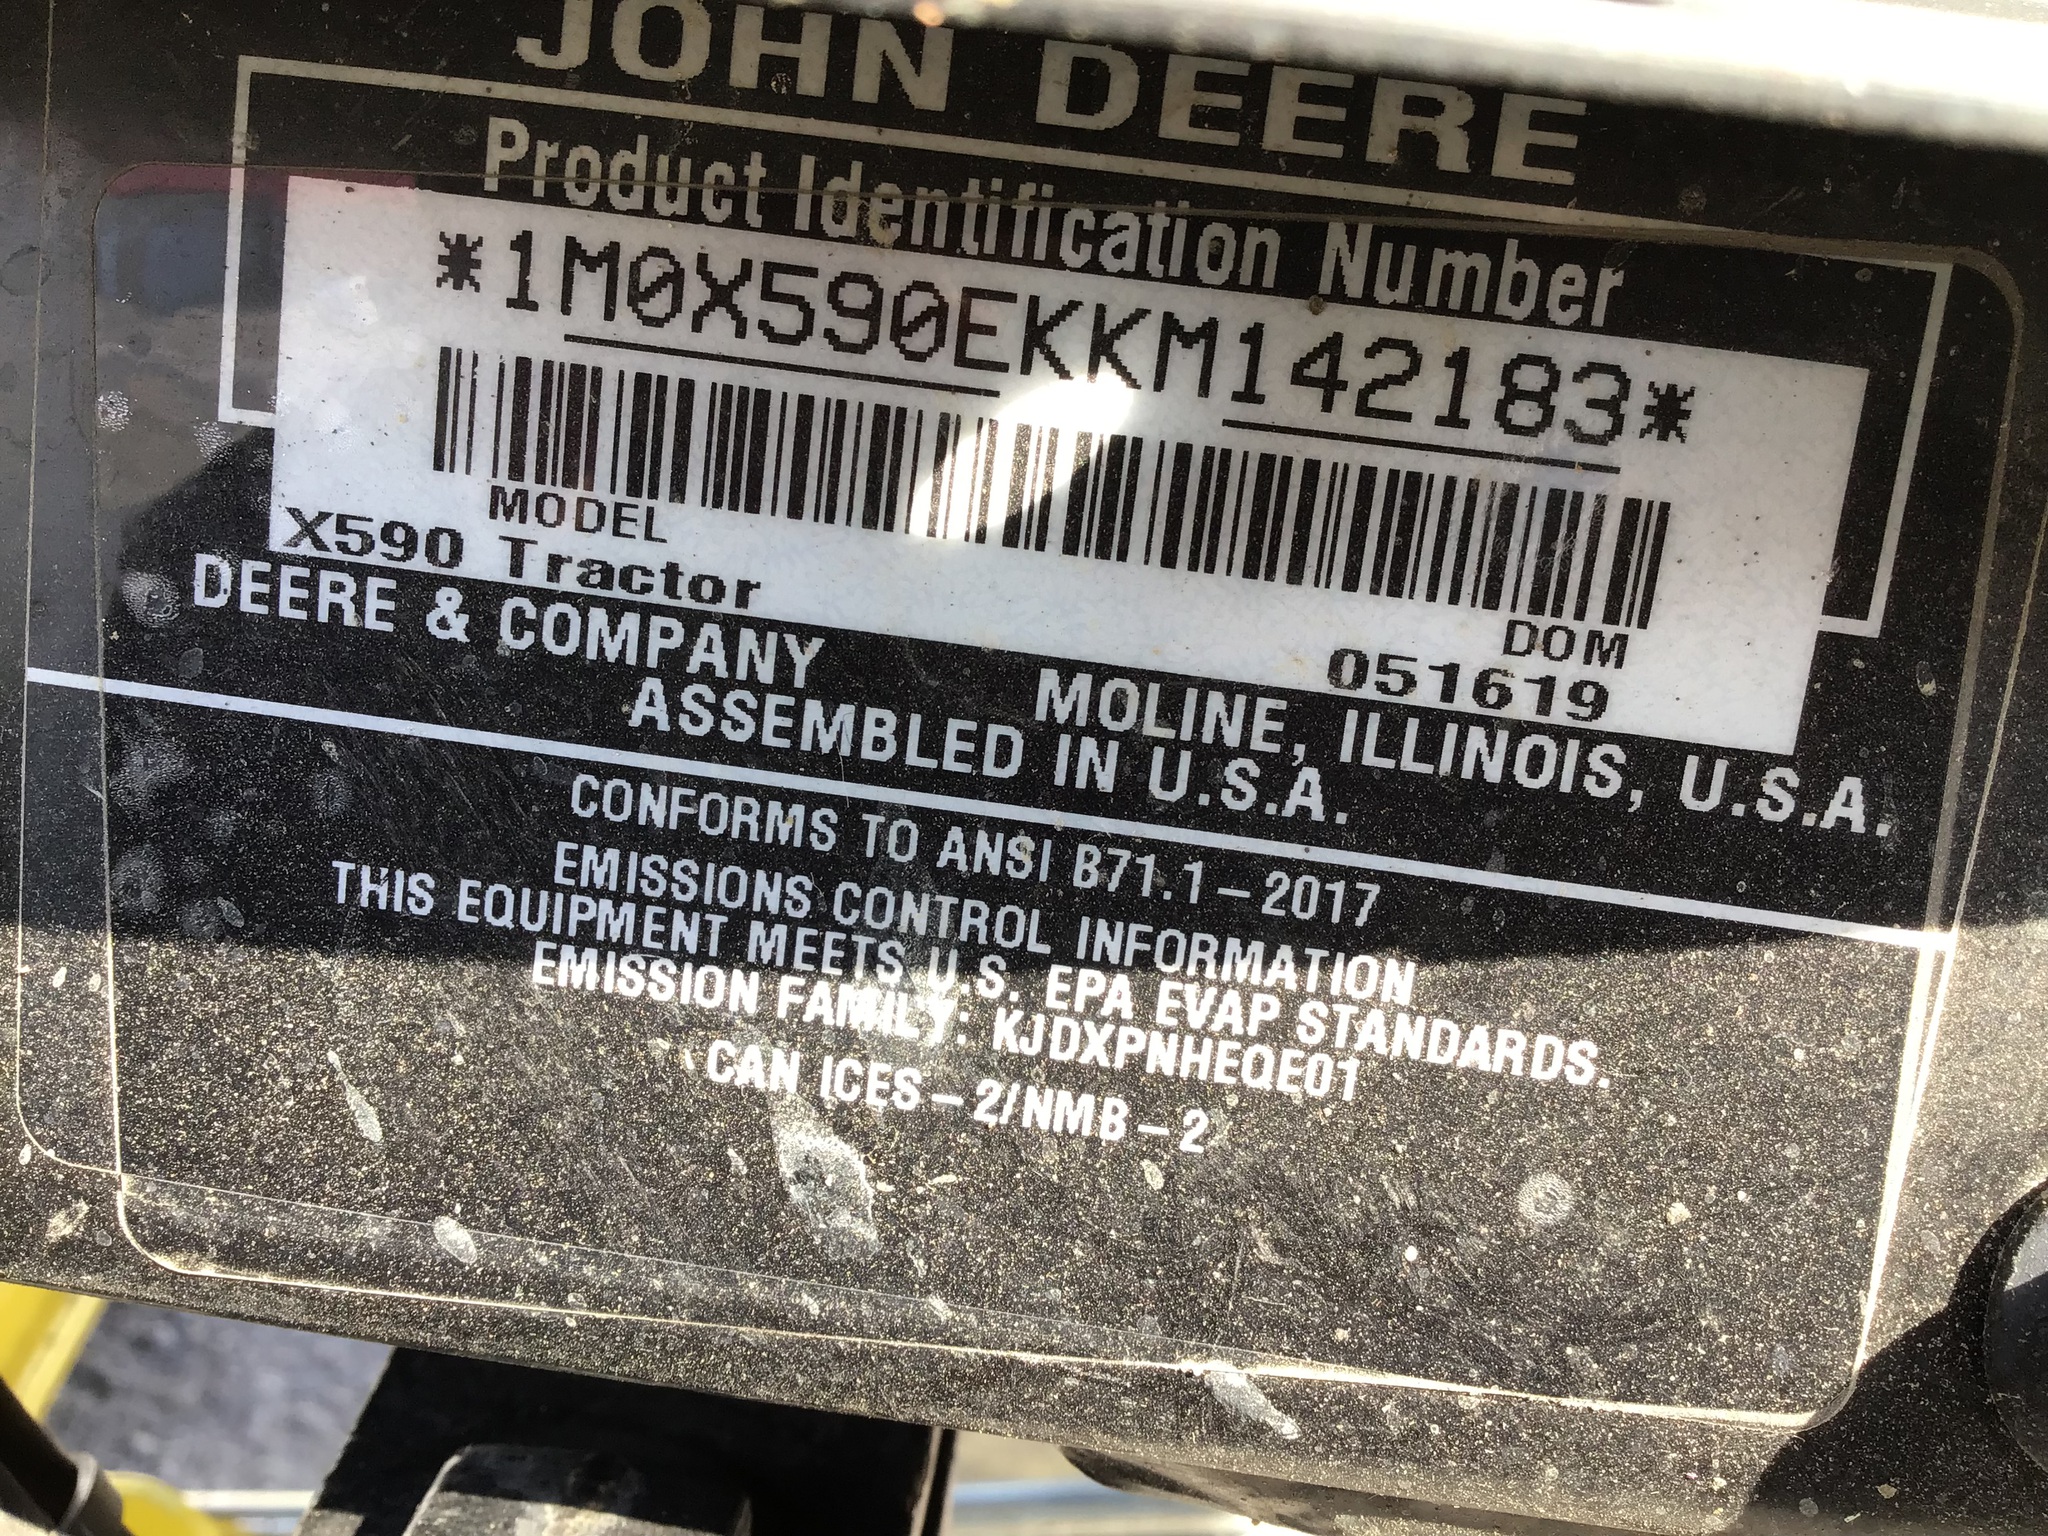 JOHN DEERE
Product Identification Number
*1M0X590EKKM142183*
MODEL
X590 Tractor
DOM
051619
DEERE & COMPANY MOLINE, ILLINOIS, U.S.A.
ASSEMBLED IN U.S.A.
CONFORMS TO ANSI B71.1-2017
EMISSIONS CONTROL INFORMATION
THIS EQUIPMENT MEETS U.S. EPA EVAP STANDARDS.
EMISSION FAMILY: KJDXPNHEQE01
CAN ICES-2/NMB-2